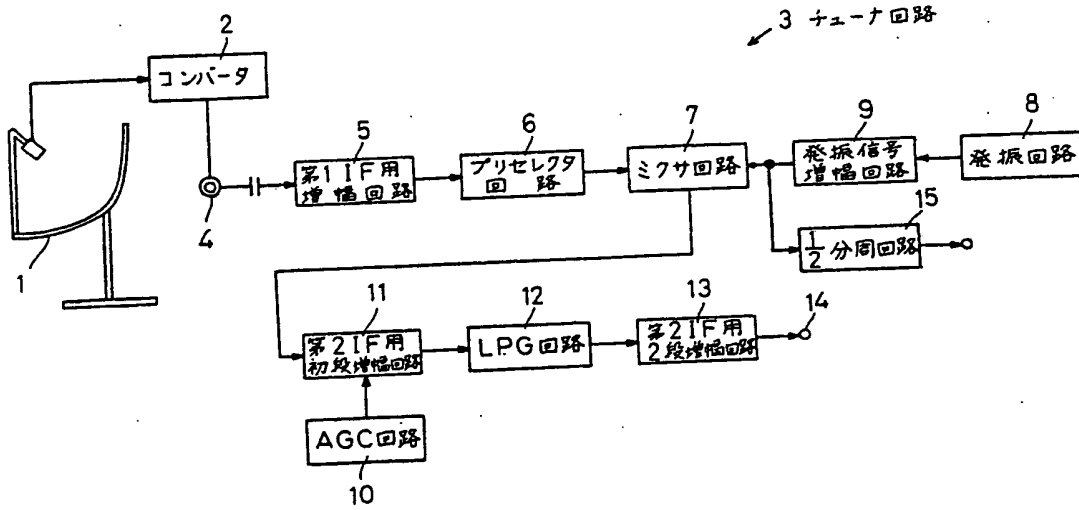 3 チューナ回路
2
コンバータ
1
4
5
第1IF用
増幅回路
6
プリセレクタ
回路
7
ミクサ回路
9
発振信号
増幅回路
8
発振回路
15
1/2 分周回路
11
第2IF用
初段増幅回路
12
LPG回路
13
第2IF用
2段増幅回路
14
AGC回路
10